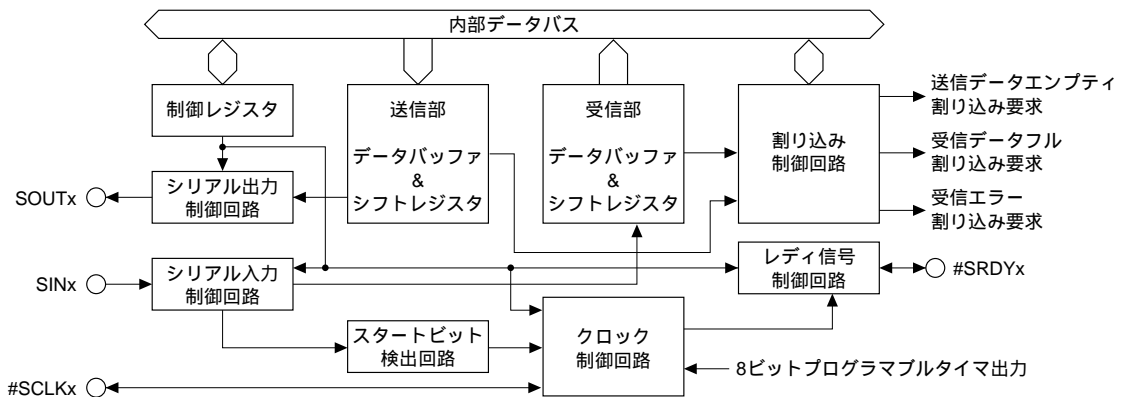 内部データバス
制御レジスタ
送信部
データバッファ
&
シフトレジスタ
受信部
データバッファ
&
シフトレジスタ
割り込み
制御回路
送信データエンプティ
割り込み要求
受信データフル
割り込み要求
受信エラー
割り込み要求
SOUTx
シリアル出力
制御回路
SINx
シリアル入力
制御回路
レディ信号
制御回路
#SRDYx
スタートビット
検出回路
クロック
制御回路
8ビットプログラマブルタイマ出力
#SCLKx